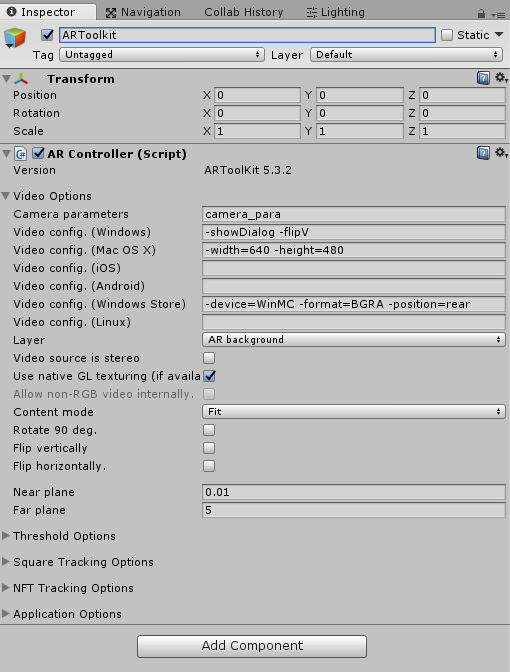 Inspector Navigation Collab History Lighting
ARToolkit Static
Tag Untagged Layer Default
Transform
Position X 0 Y 0 Z 0
Rotation X 0 Y 0 Z 0
Scale X 1 Y 1 Z 1
AR Controller (Script)
Version ARToolKit 5.3.2
Video Options
Camera parameters camera_para
Video config. (Windows) -showDialog -flipV
Video config. (Mac OS X) -width=640 -height=480
Video config. (iOS)
Video config. (Android)
Video config. (Windows Store) -device=WinMC -format=BGRA -position=rear
Video config. (Linux)
Layer AR background
Video source is stereo
Use native GL texturing (if availa
Allow non-RGB video internally.
Content mode Fit
Rotate 90 deg.
Flip vertically
Flip horizontally.
Near plane 0.01
Far plane 5
Threshold Options
Square Tracking Options
NFT Tracking Options
Application Options
Add Component